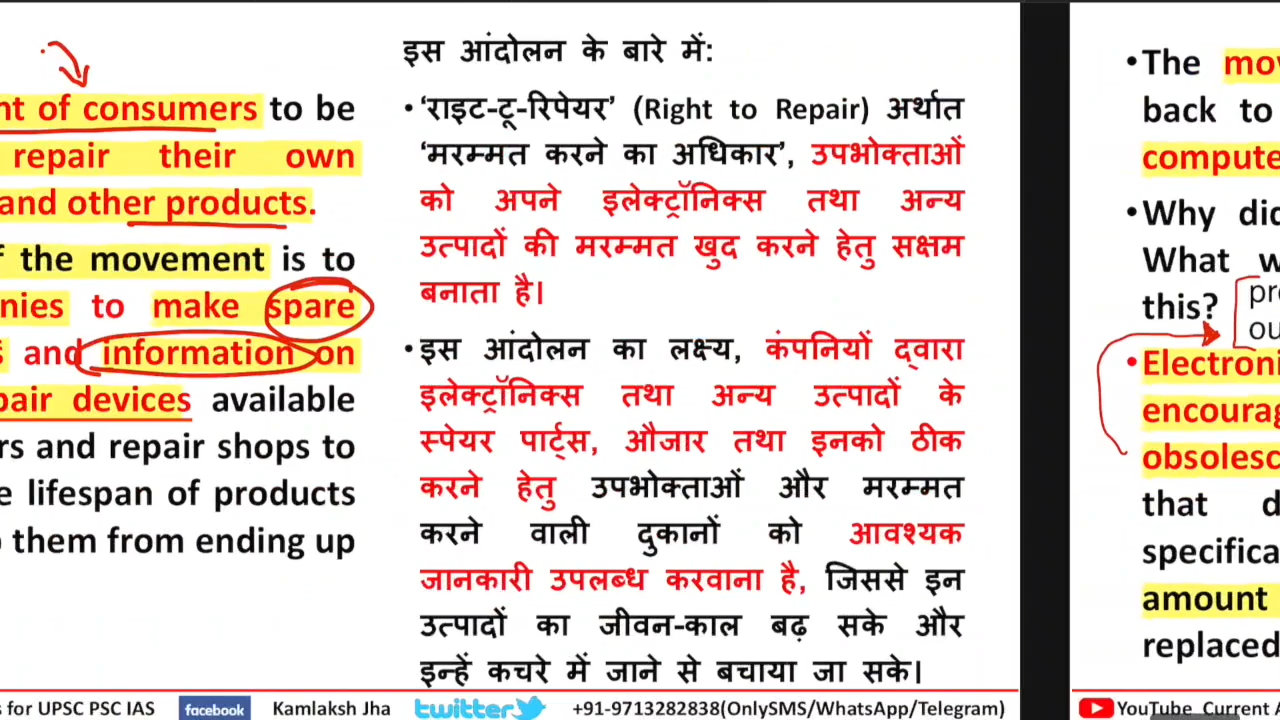 nt of consumers to be
repair their own
and other products.
f the movement is to
nies to make spare
and information on
pair devices available
rs and repair shops to
e lifespan of products
them from ending up
इस आंदोलन के बारे में:
• ‘राइट-टू-रिपेयर’ (Right to Repair) अर्थात
‘मरम्मत करने का अधिकार’, उपभोक्ताओं
को अपने इलेक्ट्रॉनिक्स तथा अन्य
उत्पादों की मरम्मत खुद करने हेतु सक्षम
बनाता है।
• इस आंदोलन का लक्ष्य, कंपनियों द्वारा
इलेक्ट्रॉनिक्स तथा अन्य उत्पादों के
स्पेयर पार्ट्स, औजार तथा इनको ठीक
करने हेतु उपभोक्ताओं और मरम्मत
करने वाली दुकानों को आवश्यक
जानकारी उपलब्ध करवाना है, जिससे इन
उत्पादों का जीवन-काल बढ़ सके और
इन्हें कचरे में जाने से बचाया जा सके।
• The mov
back to
compute
• Why did
What w
this?
pre
ou
• Electroni
encourag
obsolesc
that d
specifica
amount
replaced
s for UPSC PSC IAS facebook Kamlaksh Jha twitter +91-9713282838(OnlySMS/WhatsApp/Telegram)
YouTube Current A